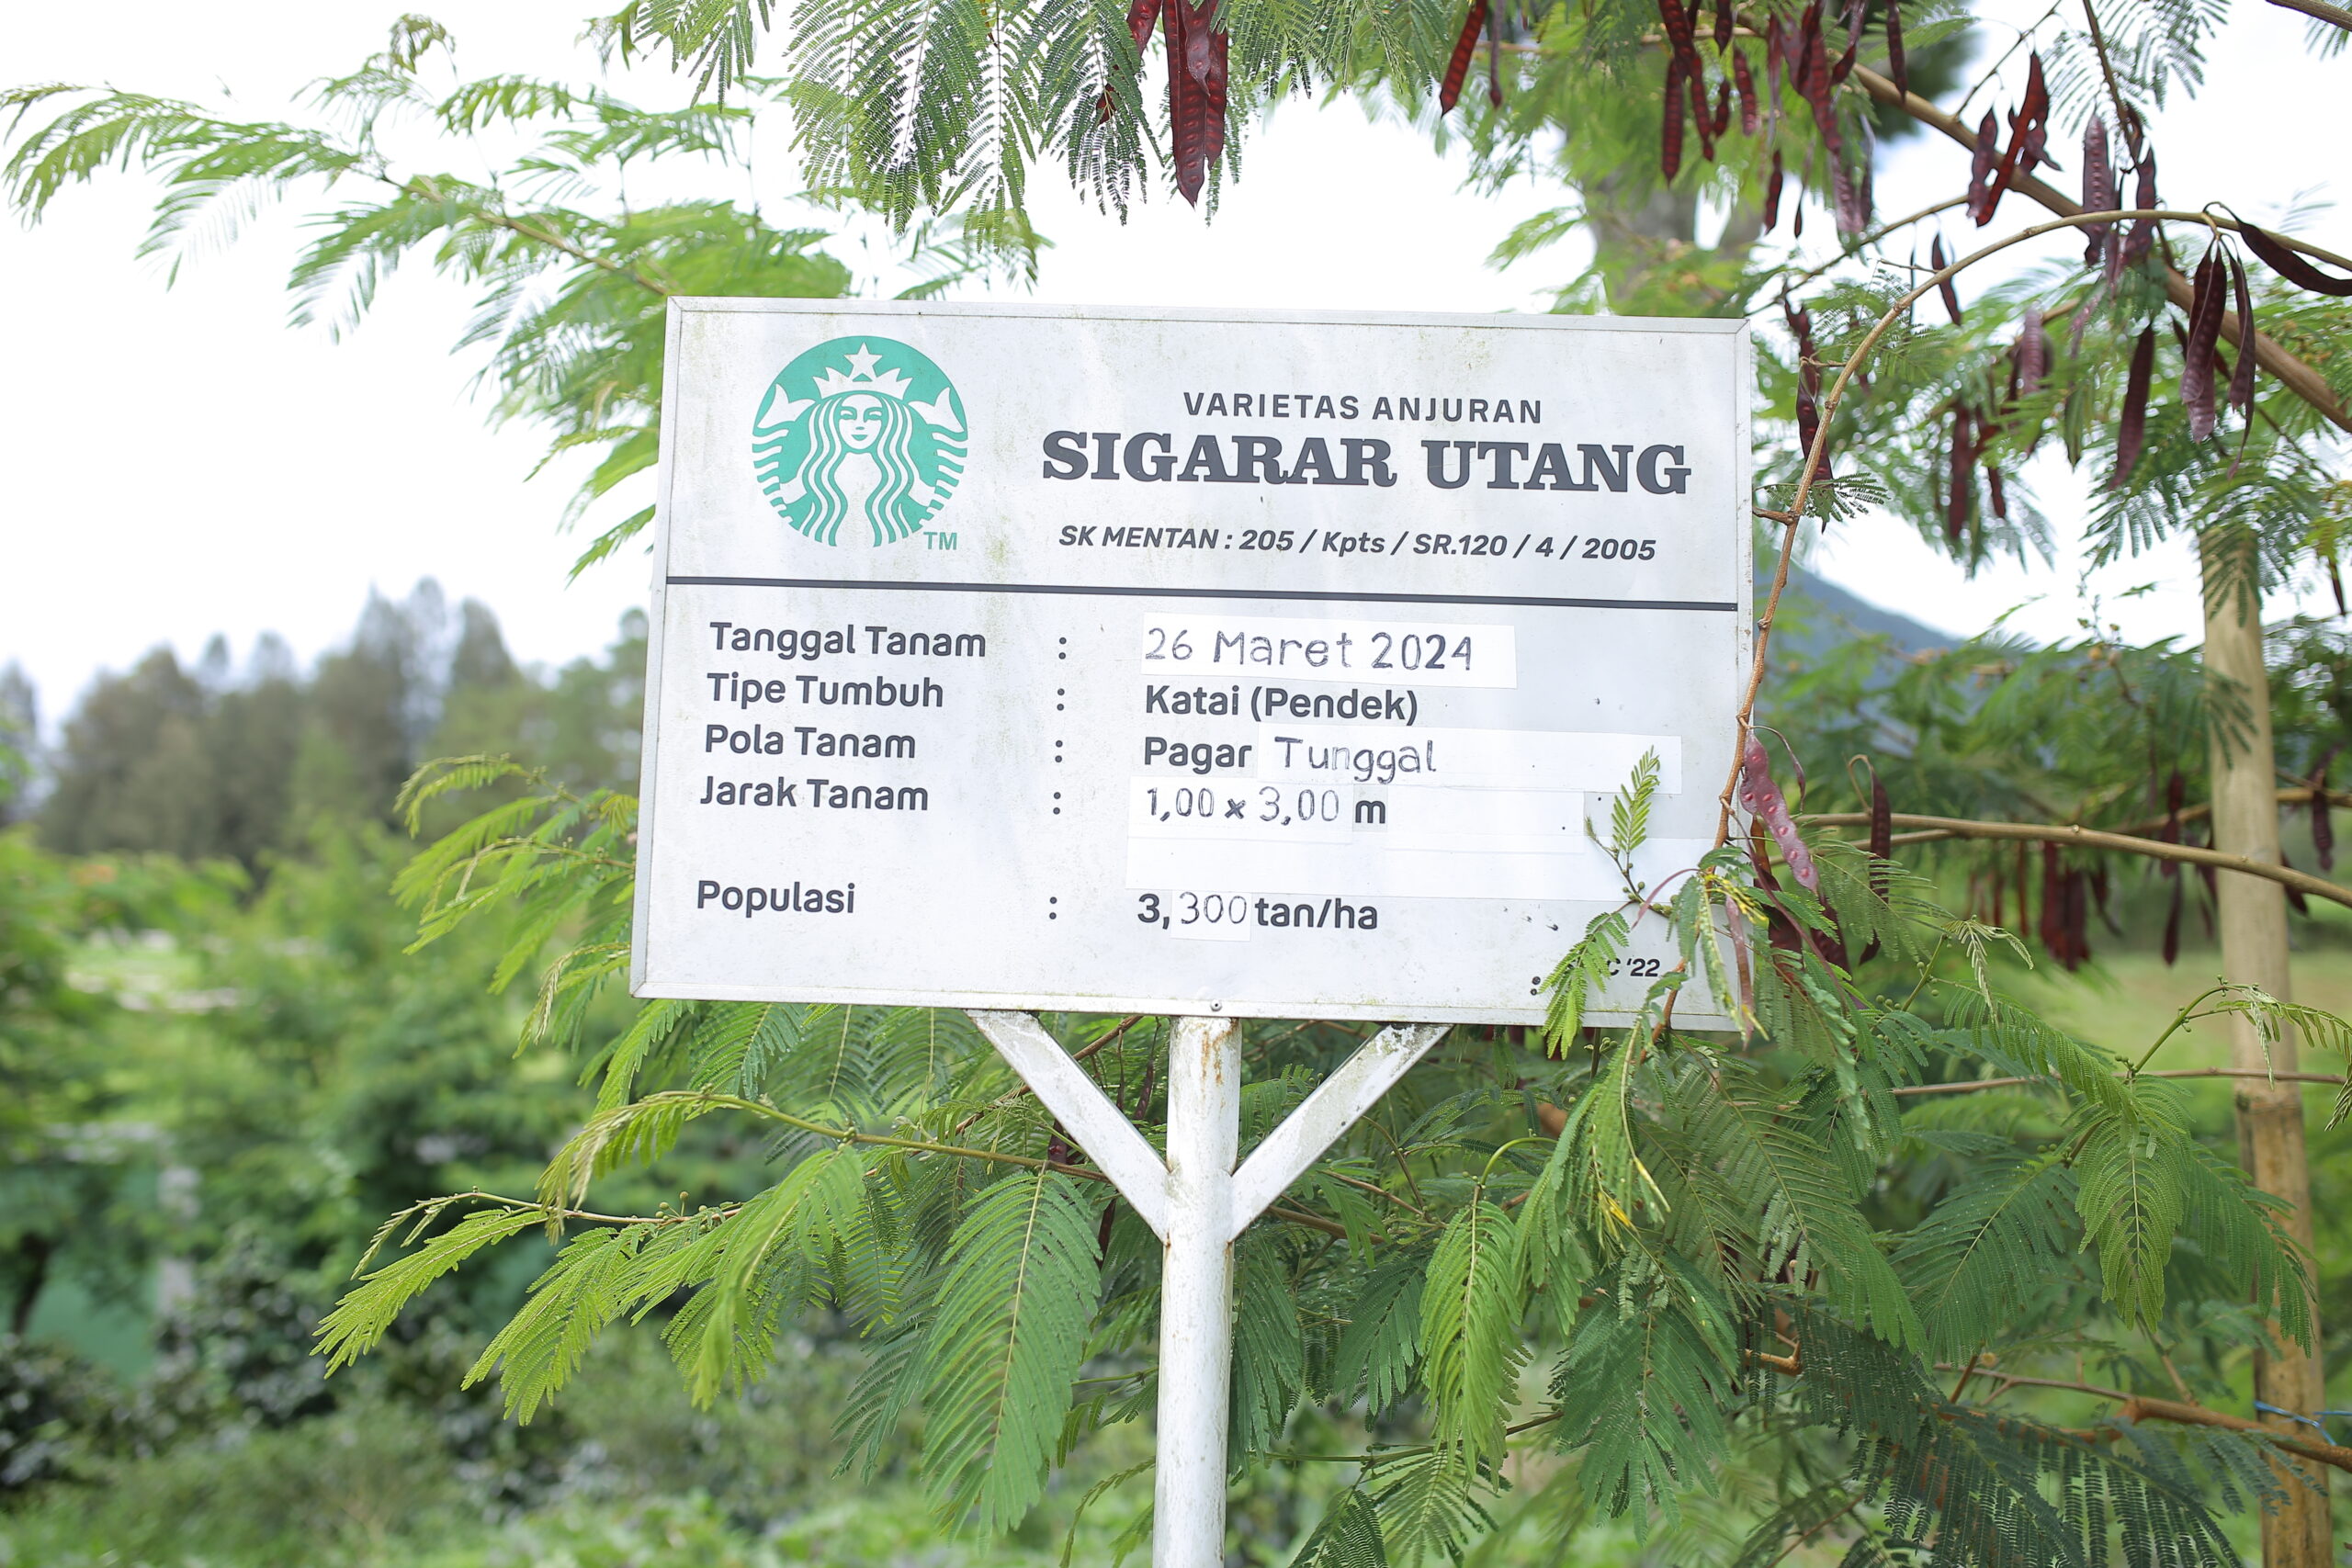 VARIETAS ANJURAN
SIGARAR UTANG
TM
SK MENTAN : 205 / Kpts / SR.120 / 4 / 2005
Tanggal Tanam : 26 Maret 2024
Tipe Tumbuh : Katai (Pendek)
Pola Tanam : Pagar Tunggal
Jarak Tanam : 1,00 x 3,00 m
Populasi : 3,300 tan/ha
'22